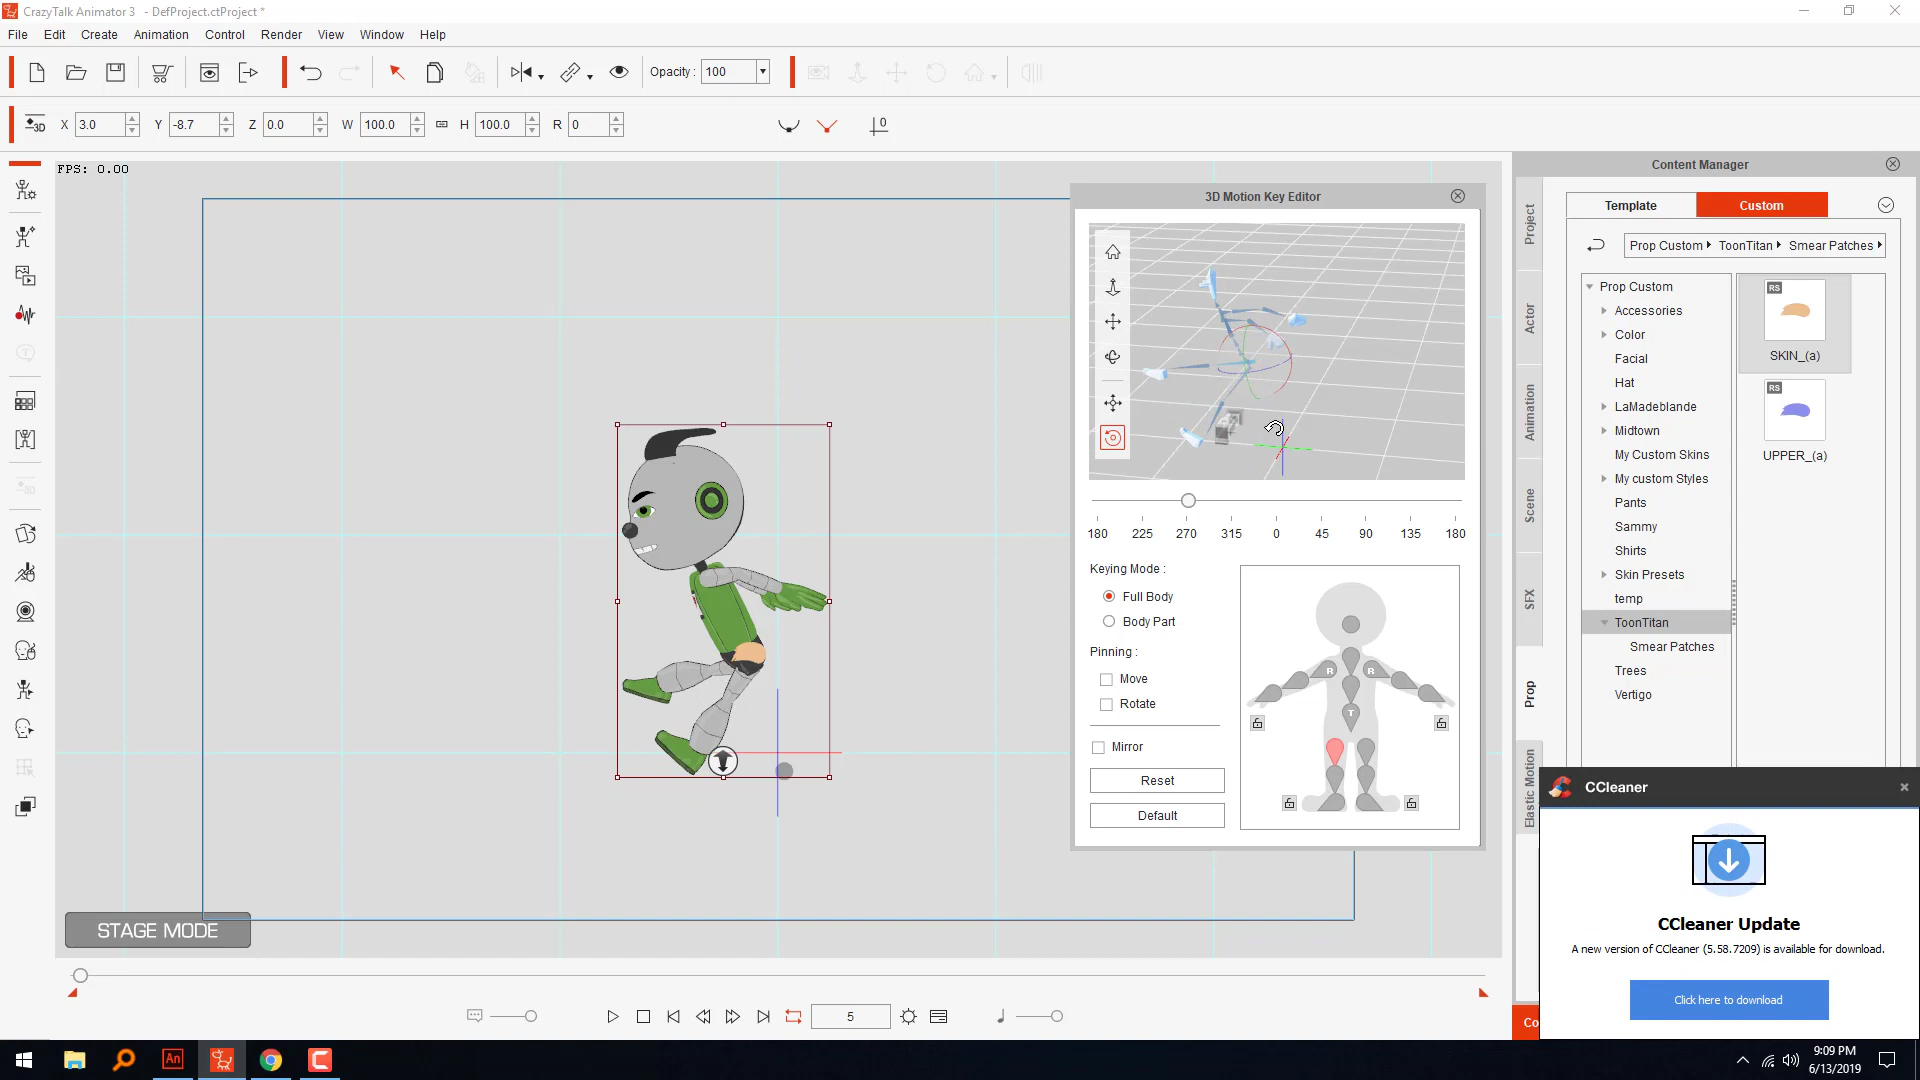 CrazyTalk Animator 3 - DefProject.ctProject *
File Edit Create Animation Control Render View Window Help
Opacity : 100
3D X 3.0 Y -8.7 Z 0.0 W 100.0 H 100.0 R 0
0
FPS: 0.00
STAGE MODE
5
3D Motion Key Editor
180 225 270 315 0 45 90 135 180
Keying Mode :
Full Body
Body Part
Pinning :
Move
Rotate
Mirror
Reset
Default
R R
T
Content Manager
Project
Actor
Animation
Scene
SFX
Prop
Elastic Motion
Template Custom
Prop Custom ToonTitan Smear Patches
Prop Custom
Accessories
Color
Facial
Hat
LaMadeblande
Midtown
My Custom Skins
My custom Styles
Pants
Sammy
Shirts
Skin Presets
temp
ToonTitan
Smear Patches
Trees
Vertigo
RS
SKIN_(a)
RS
UPPER_(a)
Co
CCleaner
CCleaner Update
A new version of CCleaner (5.58.7209) is available for download.
Click here to download
An
9:09 PM
6/13/2019